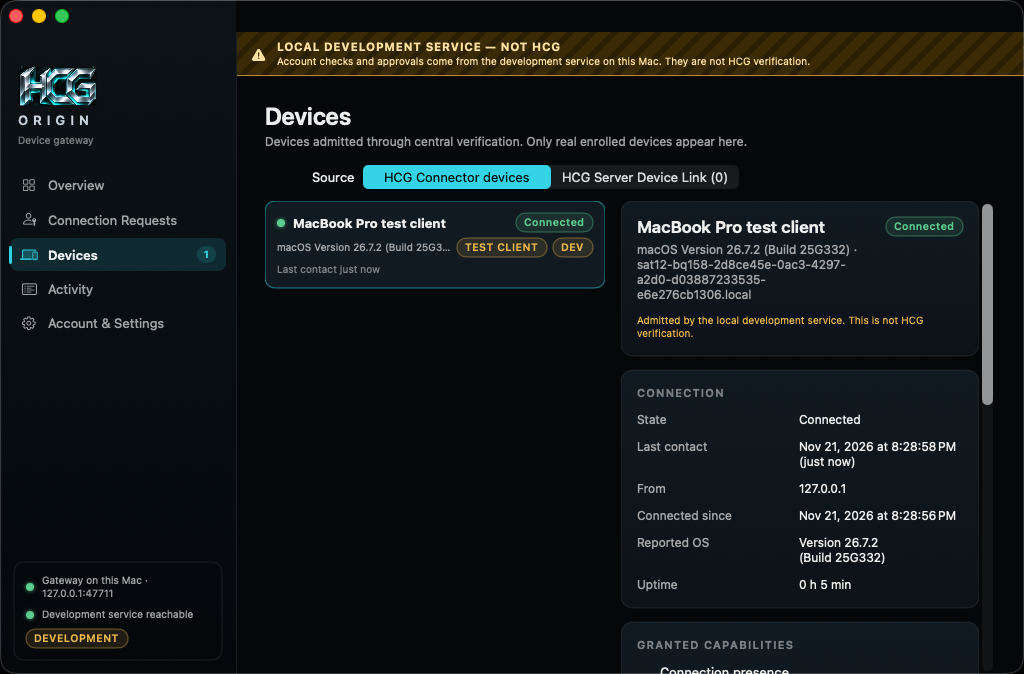 LOCAL DEVELOPMENT SERVICE — NOT HCG
Account checks and approvals come from the development service on this Mac. They are not HCG verification.
HCG
ORIGIN
Device gateway
Overview
Connection Requests
Devices 1
Activity
Account & Settings
Gateway on this Mac ·
127.0.0.1:47711
Development service reachable
DEVELOPMENT
Devices
Devices admitted through central verification. Only real enrolled devices appear here.
Source HCG Connector devices HCG Server Device Link (0)
MacBook Pro test client Connected
macOS Version 26.7.2 (Build 25G3... TEST CLIENT DEV
Last contact just now
MacBook Pro test client Connected
macOS Version 26.7.2 (Build 25G332) ·
sat12-bq158-2d8ce45e-0ac3-4297-
a2d0-d03887233535-
e6e276cb1306.local
Admitted by the local development service. This is not HCG
verification.
CONNECTION
State Connected
Last contact Nov 21, 2026 at 8:28:58 PM
(just now)
From 127.0.0.1
Connected since Nov 21, 2026 at 8:28:56 PM
Reported OS Version 26.7.2
(Build 25G332)
Uptime 0 h 5 min
GRANTED CAPABILITIES
Connection presence